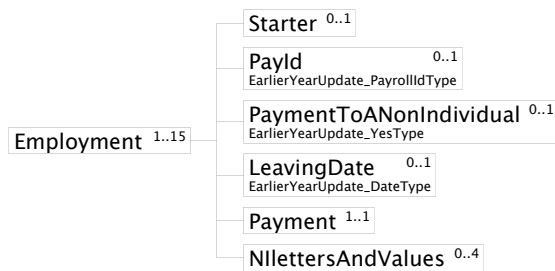 Starter 0..1
PayId 0..1
EarlierYearUpdate_PayrollIdType
PaymentToANonIndividual 0..1
EarlierYearUpdate_YesType
Employment 1..15
LeavingDate 0..1
EarlierYearUpdate_DateType
Payment 1..1
NIlettersAndValues 0..4